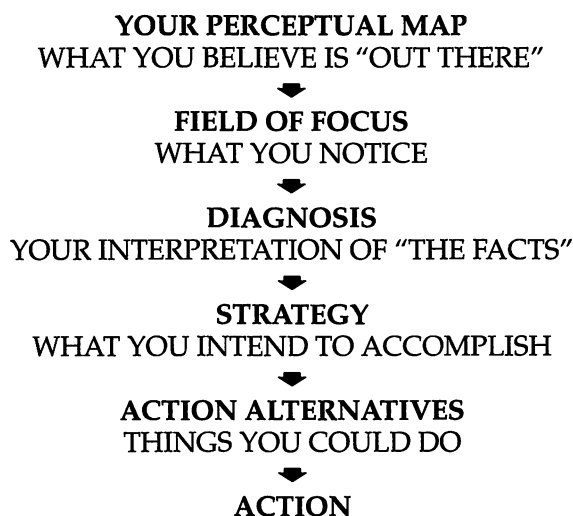 YOUR PERCEPTUAL MAP
WHAT YOU BELIEVE IS “OUT THERE”
FIELD OF FOCUS
WHAT YOU NOTICE
DIAGNOSIS
YOUR INTERPRETATION OF “THE FACTS”
STRATEGY
WHAT YOU INTEND TO ACCOMPLISH
ACTION ALTERNATIVES
THINGS YOU COULD DO
ACTION